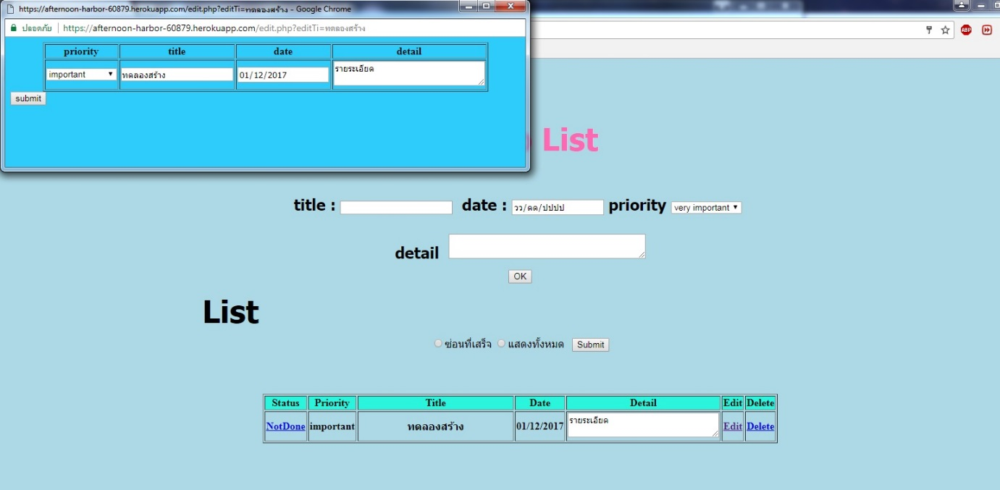 https://afternoon-harbor-60879.herokuapp.com/edit.php?editTi=ทดลองสร้าง - Google Chrome
ปลอดภัย | https://afternoon-harbor-60879.herokuapp.com/edit.php?editTi=ทดลองสร้าง
ABP
priority title date detail
important ทดลองสร้าง 01/12/2017 รายระเอียด
submit
List
title : date : วว/ดด/ปปปป priority very important
detail
OK
List
ซ่อนที่เสร็จ แสดงทั้งหมด Submit
Status Priority Title Date Detail Edit Delete
NotDone important ทดลองสร้าง 01/12/2017 รายระเอียด Edit Delete